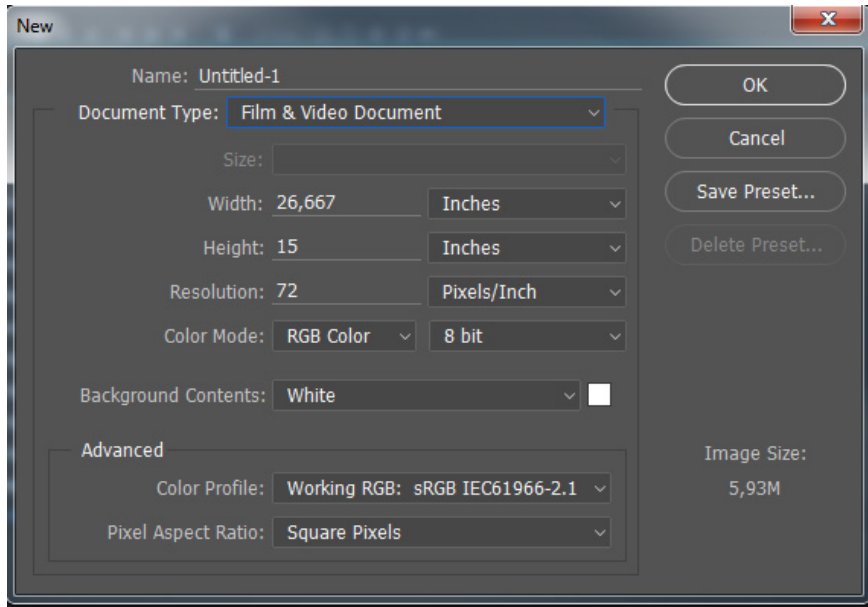 New
Name: Untitled-1
OK
Document Type: Film & Video Document
Cancel
Size:
Width: 26,667 Inches
Save Preset...
Height: 15 Inches
Delete Preset...
Resolution: 72 Pixels/Inch
Color Mode: RGB Color 8 bit
Background Contents: White
Advanced
Image Size:
Color Profile: Working RGB: sRGB IEC61966-2.1
5,93M
Pixel Aspect Ratio: Square Pixels